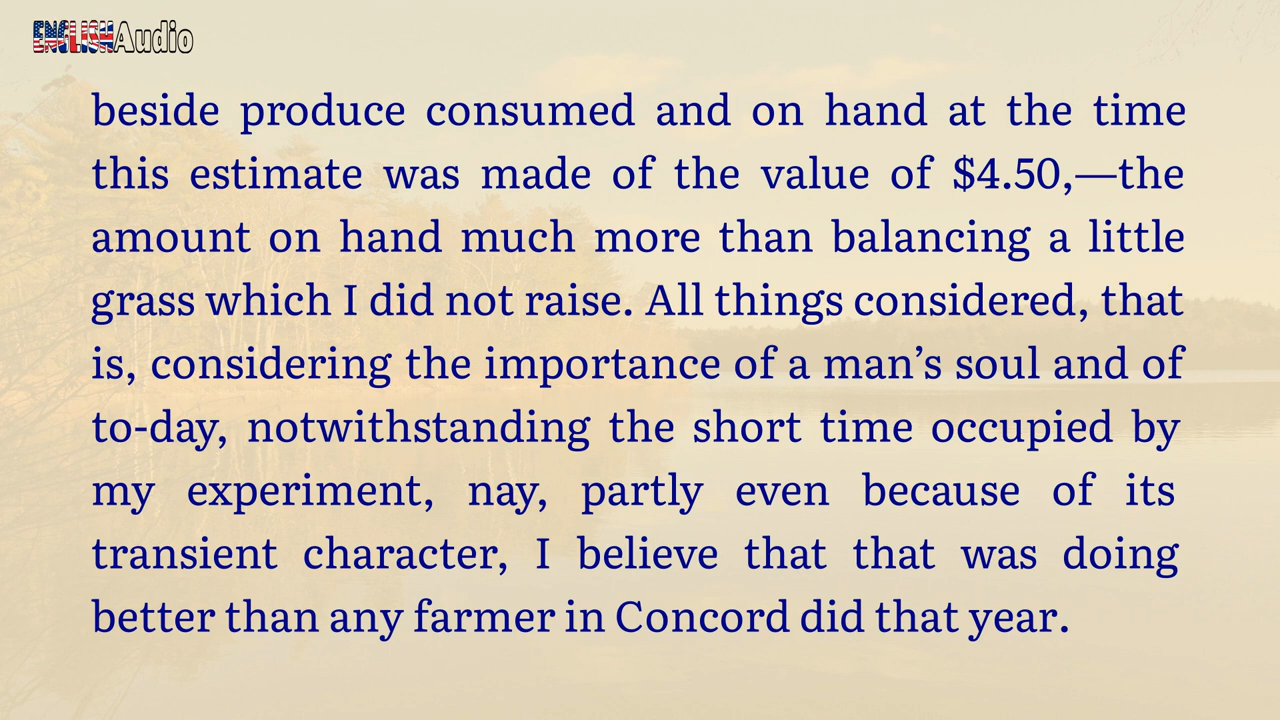 ENGLISHAudio
beside produce consumed and on hand at the time
this estimate was made of the value of $4.50,—the
amount on hand much more than balancing a little
grass which I did not raise. All things considered, that
is, considering the importance of a man’s soul and of
to-day, notwithstanding the short time occupied by
my experiment, nay, partly even because of its
transient character, I believe that that was doing
better than any farmer in Concord did that year.